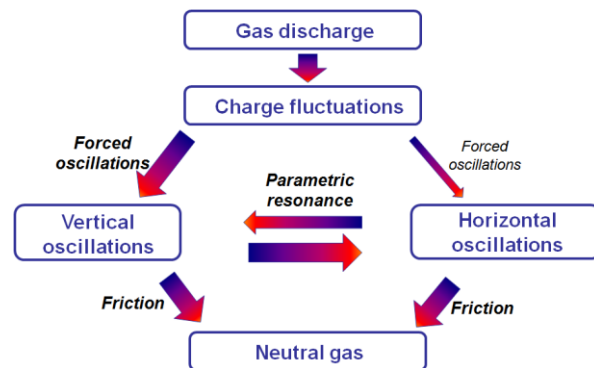 Gas discharge
Charge fluctuations
Forced
oscillations
Forced
oscillations
Parametric
resonance
Vertical
oscillations
Horizontal
oscillations
Friction
Friction
Neutral gas